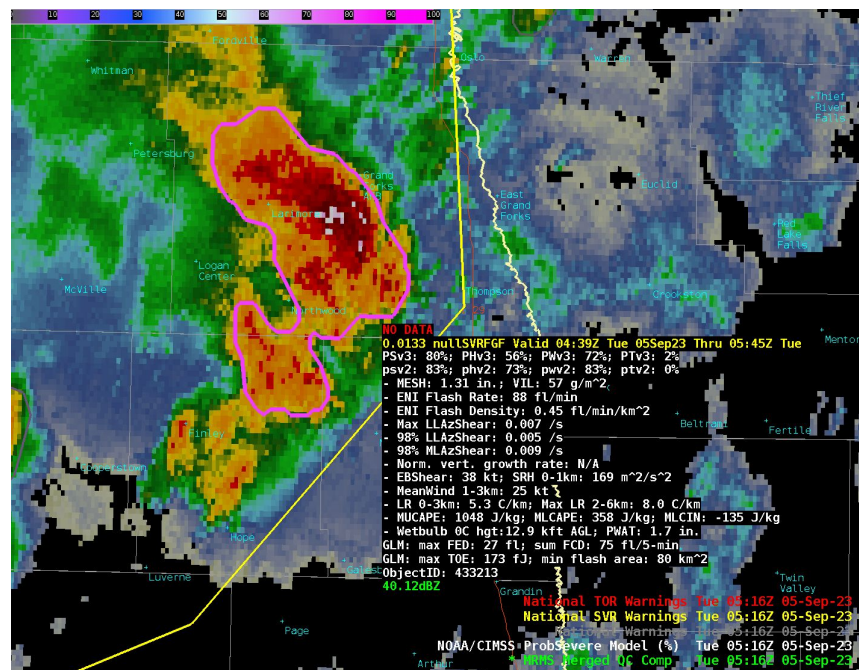 10 20 30 40 50 60 70 80 90 100
Fordville
Oslo
Warren
Whitman
Thief
River
Falls
Petersburg
Grand
Forks
AFB
Euclid
East
Grand
Forks
Larimore
Red
Lake
Falls
Logan
Center
McVille
Thompson
Crookston
Northwood
NO DATA
Mentor
0.0133 nullSVRFGF Valid 04:39Z Tue 05Sep23 Thru 05:45Z Tue
PSv3: 80%; PHv3: 56%; PWv3: 72%; PTv3: 2%
psv2: 83%; phv2: 73%; pwv2: 83%; ptv2: 0%
- MESH: 1.31 in.; VIL: 57 g/m^2
- ENI Flash Rate: 88 fl/min
- ENI Flash Density: 0.45 fl/min/km^2
- Max LLAzShear: 0.007 /s
- 98% LLAzShear: 0.005 /s
- 98% MLAzShear: 0.009 /s
- Norm. vert. growth rate: N/A
- EBShear: 38 kt; SRH 0-1km: 169 m^2/s^2
- MeanWind 1-3km: 25 kt
- LR 0-3km: 5.3 C/km; Max LR 2-6km: 8.0 C/km
- MUCAPE: 1048 J/kg; MLCAPE: 358 J/kg; MLCIN: -135 J/kg
- Wetbulb 0C hgt:12.9 kft AGL; PWAT: 1.7 in.
GLM: max FED: 27 fl; sum FCD: 75 fl/5-min
GLM: max TOE: 173 fJ; min flash area: 80 km^2
ObjectID: 433213
40.12dBZ
Beltrami
Fertile
Finley
Cooperstown
Hope
Luverne
Grandin
Twin
Valley
Page
Arthur
National TOR Warnings Tue 05:16Z 05-Sep-23
National SVR Warnings Tue 05:16Z 05-Sep-23
Warnings Tue 05:16Z 05-Sep-23
NOAA/CIMSS ProbSevere Model (%) Tue 05:16Z 05-Sep-23
* MRMS Merged QC Comp. Tue 05:16Z 05-Sep-23